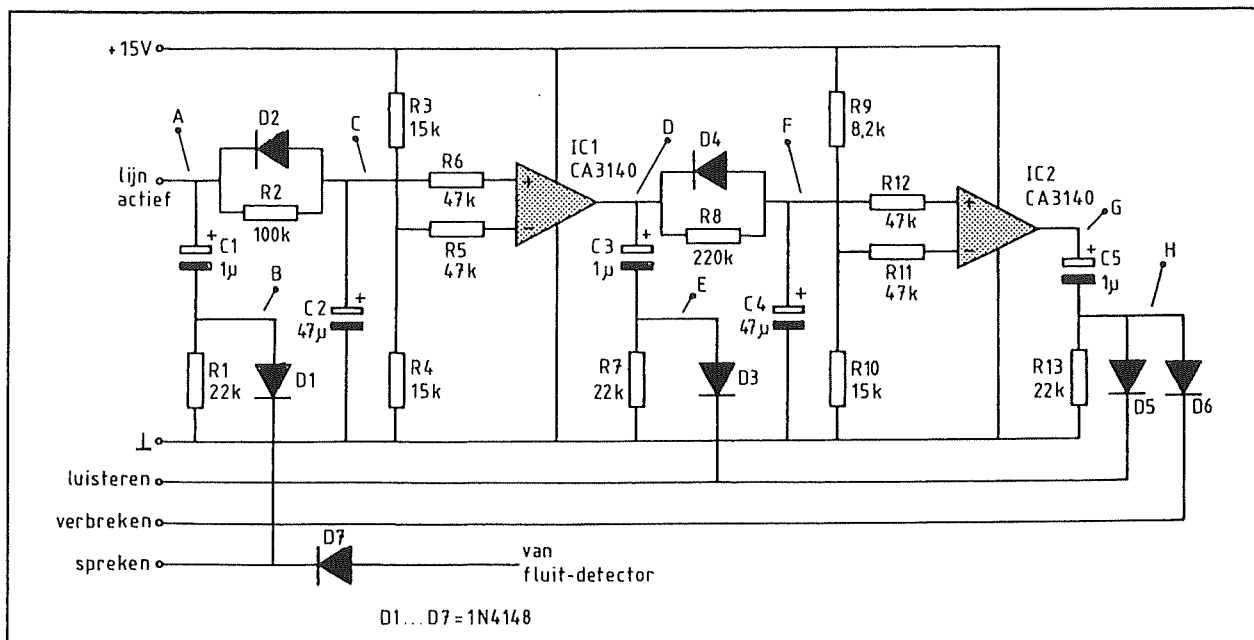 +15V
A
D2
R2
100k
C
lijn
actief
+
C1
1µ
B
R1
22k
D1
+
C2
47µ
R3
15k
R6
47k
R5
47k
R4
15k
+
−
IC1
CA3140
D
D4
R8
220k
F
+
C3
1µ
E
R7
22k
D3
+
C4
47µ
R9
8,2k
R12
47k
R11
47k
R10
15k
+
−
IC2
CA3140
G
+
C5
1µ
H
R13
22k
D5
D6
⊥
luisteren
verbreken
spreken
D7
van
fluit-detector
D1...D7=1N4148